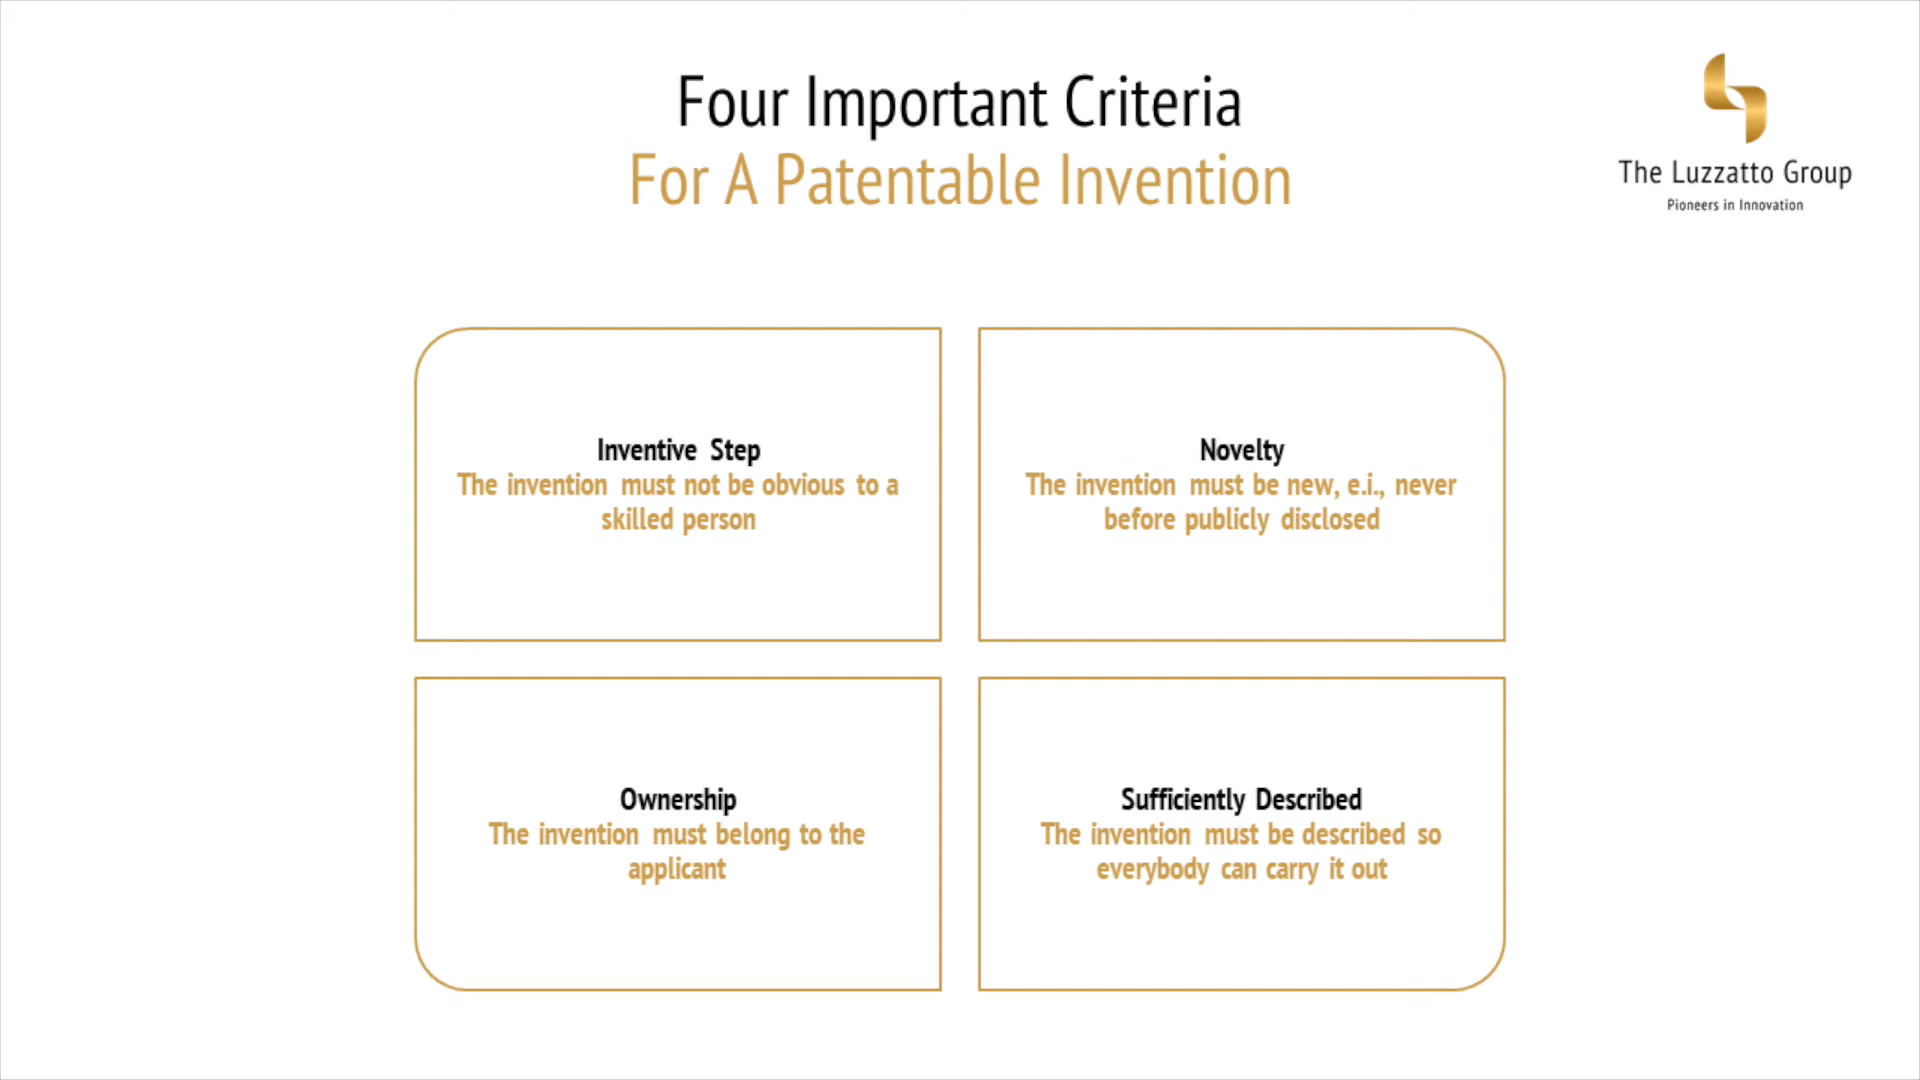 Four Important Criteria
For A Patentable Invention
The Luzzatto Group
Pioneers in Innovation
Inventive Step
The invention must not be obvious to a
skilled person
Novelty
The invention must be new, e.i., never
before publicly disclosed
Ownership
The invention must belong to the
applicant
Sufficiently Described
The invention must be described so
everybody can carry it out